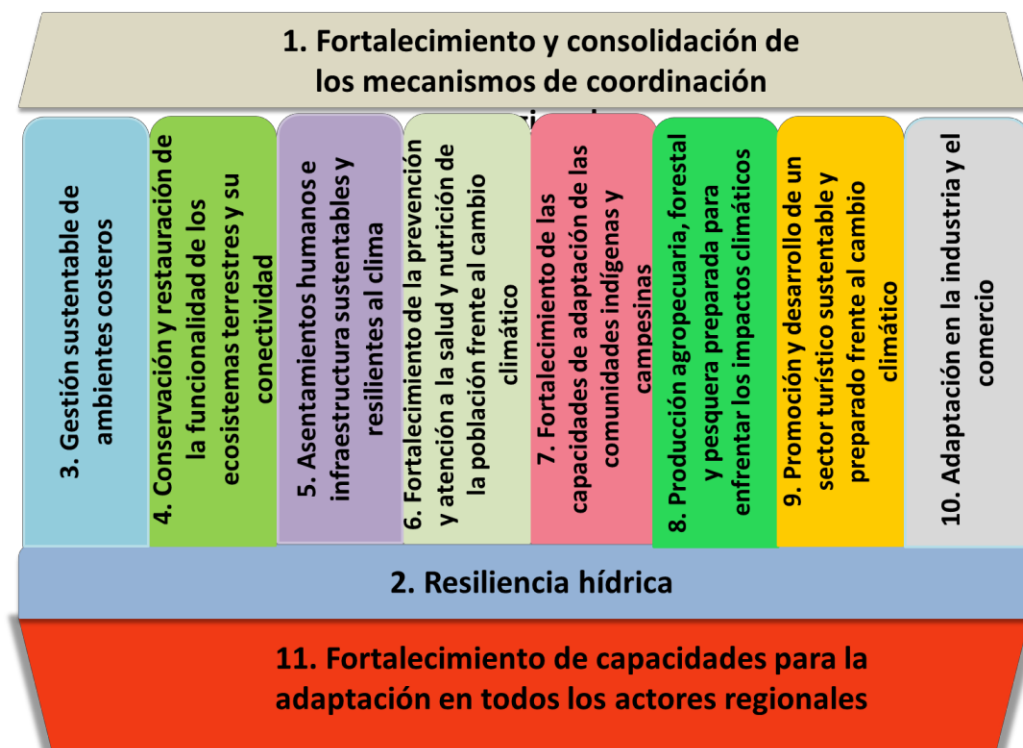 1. Fortalecimiento y consolidación de
los mecanismos de coordinación
3. Gestión sustentable de
ambientes costeros
4. Conservación y restauración de
la funcionalidad de los
ecosistemas terrestres y su
conectividad
5. Asentamientos humanos e
infraestructura sustentables y
resilientes al clima
6. Fortalecimiento de la prevención
y atención a la salud y nutrición de
la población frente al cambio
climático
7. Fortalecimiento de las
capacidades de adaptación de las
comunidades indígenas y
campesinas
8. Producción agropecuaria, forestal
y pesquera preparada para
enfrentar los impactos climáticos
9. Promoción y desarrollo de un
sector turístico sustentable y
preparado frente al cambio
climático
10. Adaptación en la industria y el
comercio
2. Resiliencia hídrica
11. Fortalecimiento de capacidades para la
adaptación en todos los actores regionales